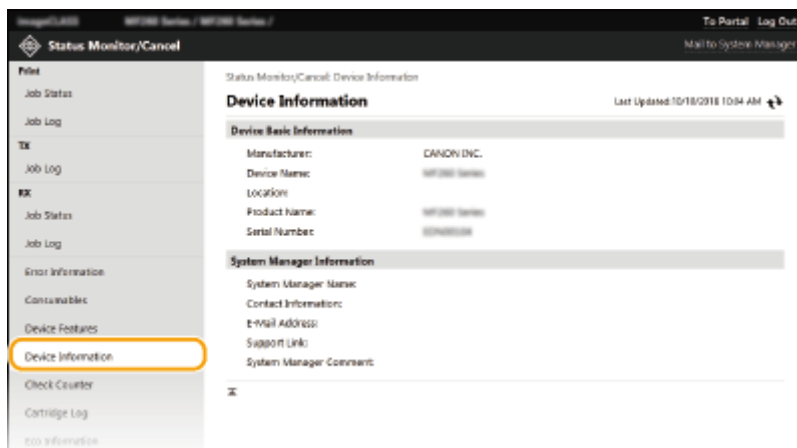 To Portal Log Out
Status Monitor/Cancel
Mail to System Manager
Print
Job Status
Job Log
TX
Job Log
RX
Job Status
Job Log
Error Information
Consumables
Device Features
Device Information
Check Counter
Cartridge Log
Eco Information
Status Monitor/Cancel: Device Information
Device Information
Last Updated:10/18/2018 10:04 AM
Device Basic Information
Manufacturer: CANON INC.
Device Name:
Location:
Product Name:
Serial Number:
System Manager Information
System Manager Name:
Contact Information:
E-Mail Address:
Support Link:
System Manager Comment: